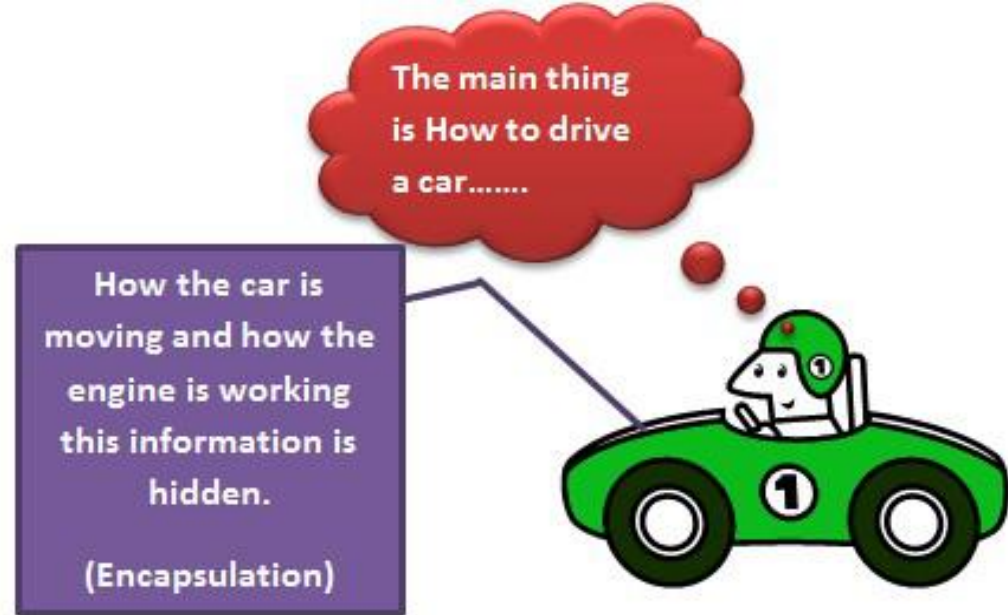 The main thing
is How to drive
a car.......
How the car is
moving and how the
engine is working
this information is
hidden.
(Encapsulation)
1
1